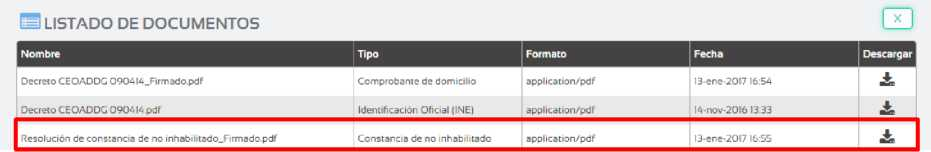 LISTADO DE DOCUMENTOS
X
Nombre Tipo Formato Fecha Descargar
Decreto CEOADDG 090414_Firmado.pdf Comprobante de domicilio application/pdf 13-ene-2017 16:54
Decreto CEOADDG 090414.pdf Identificación Oficial (INE) application/pdf 14-nov-2016 13:33
Resolución de constancia de no inhabilitado_Firmado.pdf Constancia de no inhabilitado application/pdf 13-ene-2017 16:55